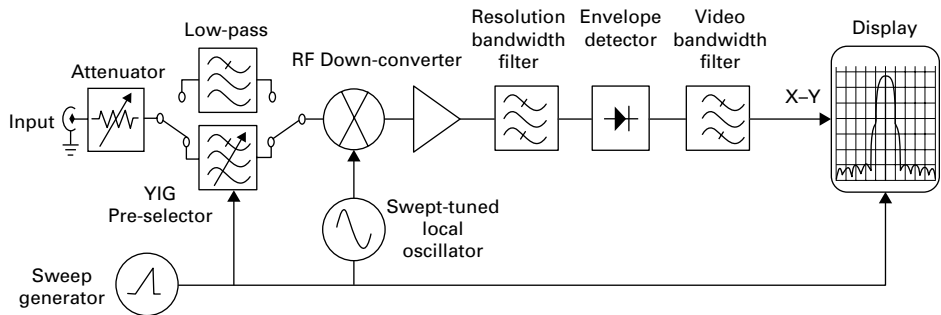 Low-pass
Attenuator
RF Down-converter
Resolution
bandwidth
filter
Envelope
detector
Video
bandwidth
filter
Display
Input
X–Y
YIG
Pre-selector
Swept-tuned
local
oscillator
Sweep
generator